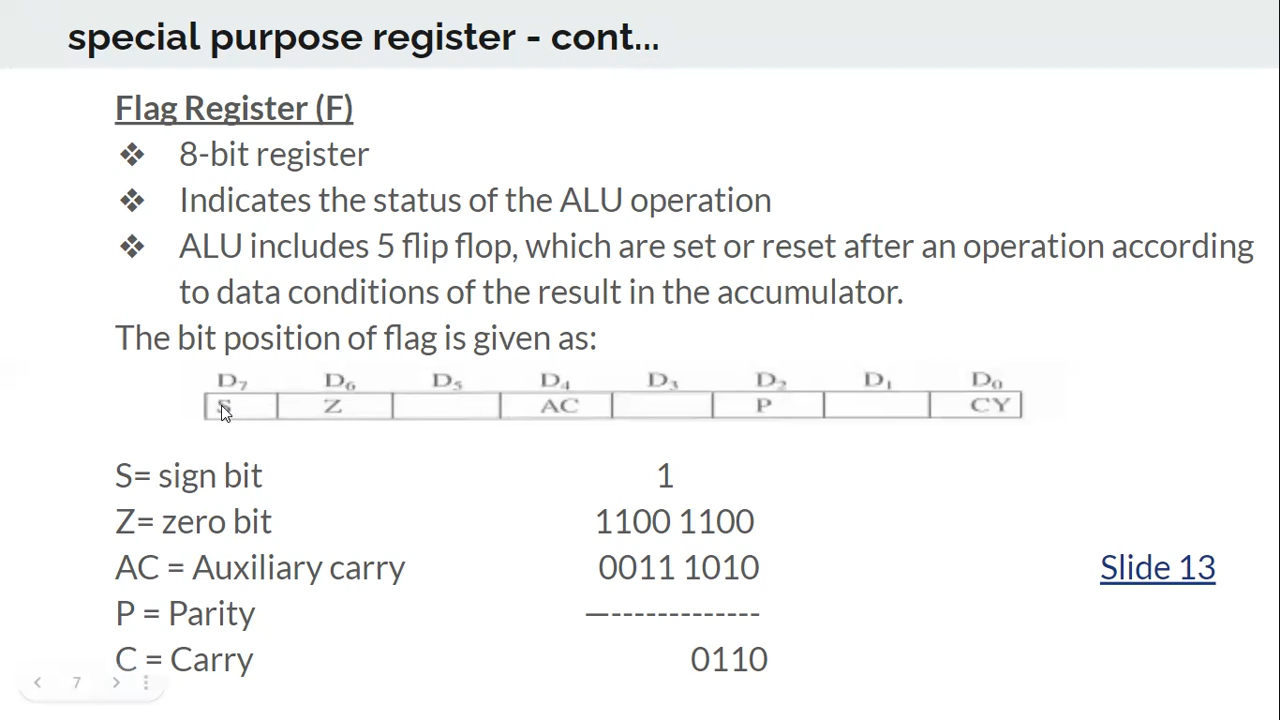 special purpose register - cont...
Flag Register (F)
❖ 8-bit register
❖ Indicates the status of the ALU operation
❖ ALU includes 5 flip flop, which are set or reset after an operation according
to data conditions of the result in the accumulator.
The bit position of flag is given as:
D₇ D₆ D₅ D₄ D₃ D₂ D₁ D₀
S Z AC P CY
S= sign bit 1
Z= zero bit 1100 1100
AC = Auxiliary carry 0011 1010 Slide 13
P = Parity —-------------
C = Carry 0110
7